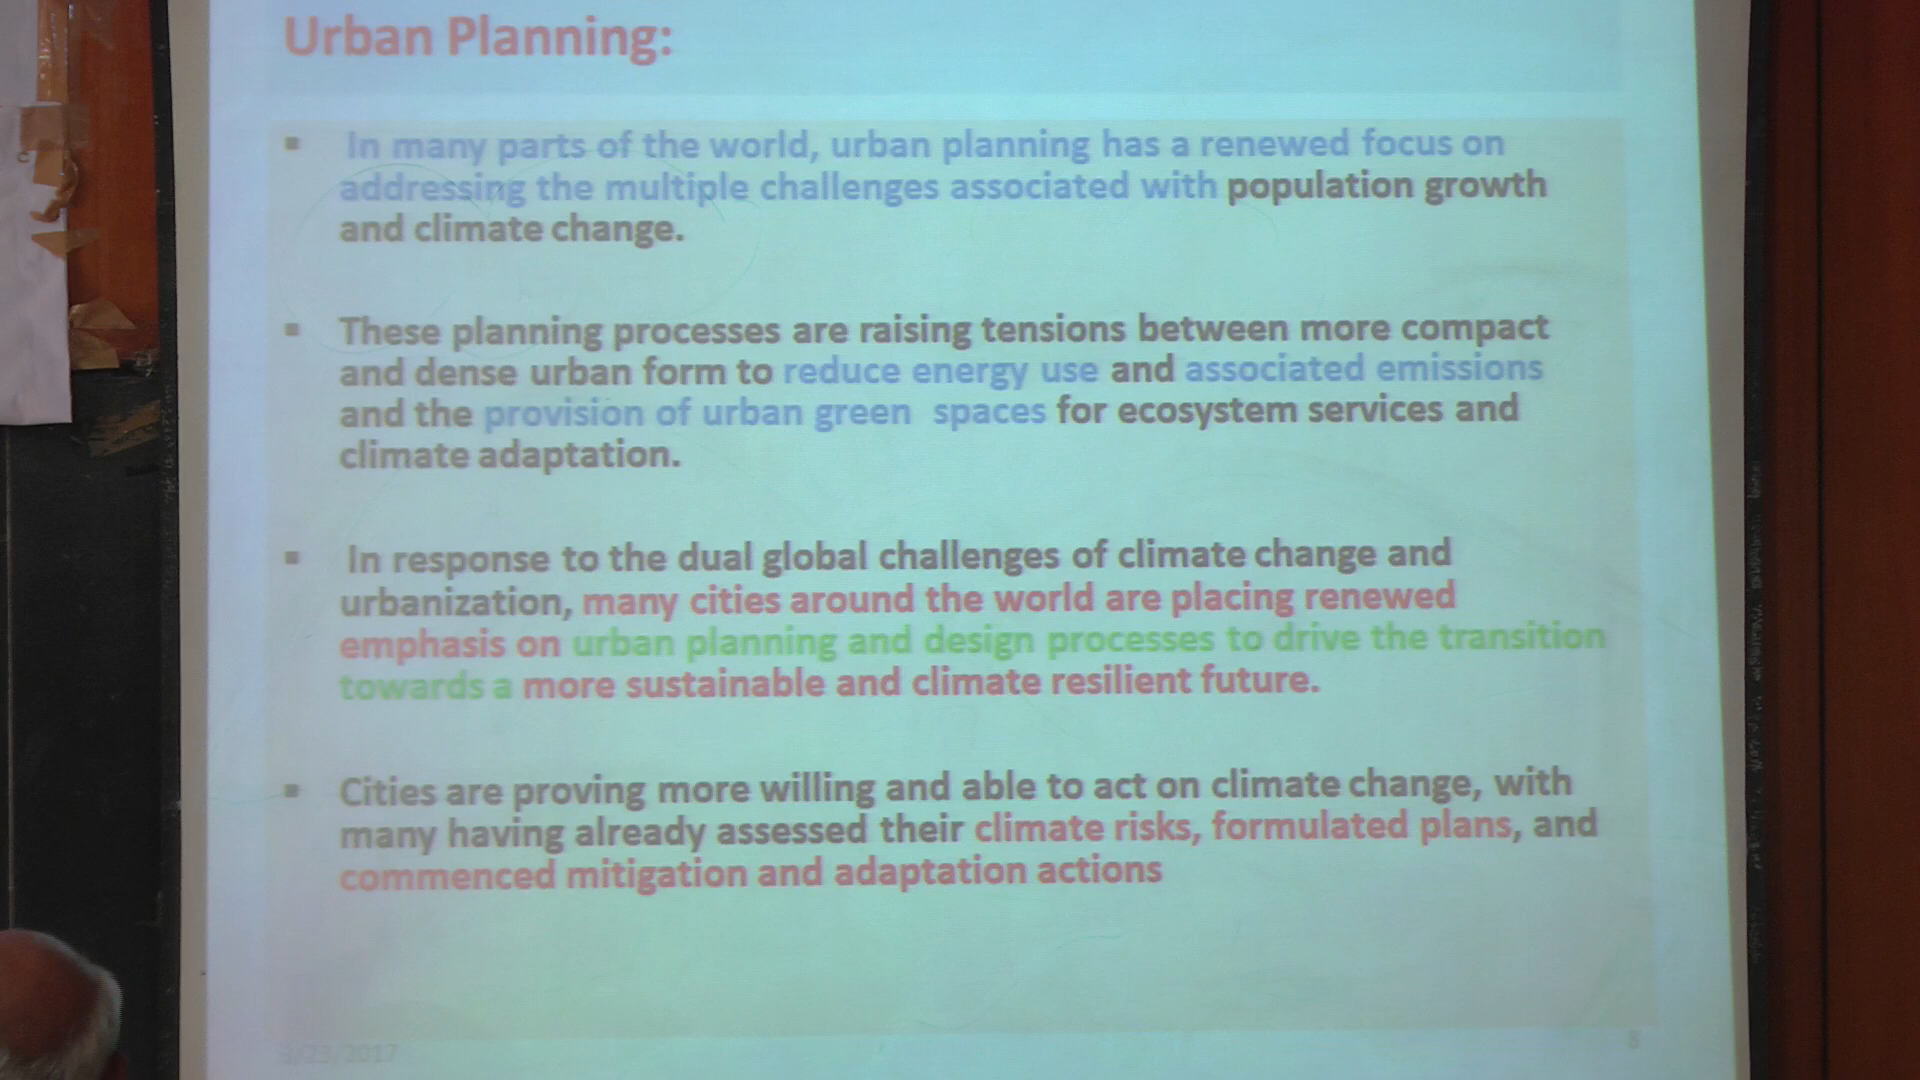 Urban Planning:
▪ In many parts of the world, urban planning has a renewed focus on
addressing the multiple challenges associated with population growth
and climate change.
▪ These planning processes are raising tensions between more compact
and dense urban form to reduce energy use and associated emissions
and the provision of urban green spaces for ecosystem services and
climate adaptation.
▪ In response to the dual global challenges of climate change and
urbanization, many cities around the world are placing renewed
emphasis on urban planning and design processes to drive the transition
towards a more sustainable and climate resilient future.
▪ Cities are proving more willing and able to act on climate change, with
many having already assessed their climate risks, formulated plans, and
commenced mitigation and adaptation actions
8